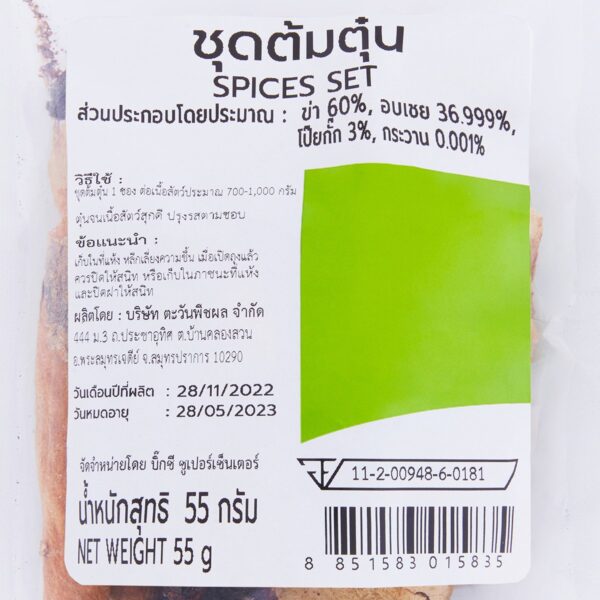 ชุดต้มตุ๋น
SPICES SET
ส่วนประกอบโดยประมาณ : ข่า 60%, อบเชย 36.999%,
โป๊ยกั๊ก 3%, กระวาน 0.001%
วิธีใช้ :
ชุดต้มตุ๋น 1 ซอง ต่อเนื้อสัตว์ประมาณ 700-1,000 กรัม
ตุ๋นจนเนื้อสัตว์สุกดี ปรุงรสตามชอบ
ข้อแนะนำ :
เก็บในที่แห้ง หลีกเลี่ยงความชื้น เมื่อเปิดถุงแล้ว
ควรปิดให้สนิท หรือเก็บในภาชนะที่แห้ง
และปิดฝาให้สนิท
ผลิตโดย : บริษัท ตะวันพืชผล จำกัด
444 ม.3 ถ.ประชาอุทิศ ต.บ้านคลองสวน
อ.พระสมุทรเจดีย์ จ.สมุทรปราการ 10290
วันเดือนปีที่ผลิต : 28/11/2022
วันหมดอายุ : 28/05/2023
จัดจำหน่ายโดย บิ๊กซี ซูเปอร์เซ็นเตอร์
น้ำหนักสุทธิ 55 กรัม
NET WEIGHT 55 g
11-2-00948-6-0181
8 851583 015835